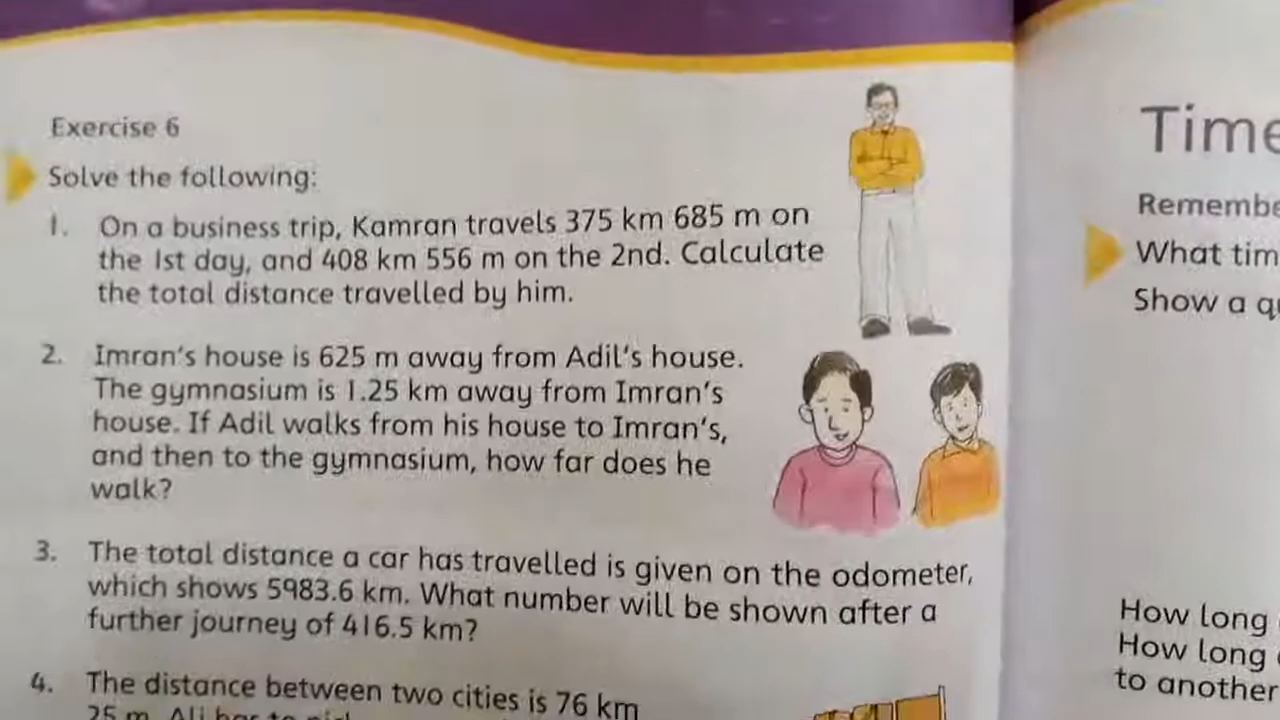 Exercise 6
Solve the following:
1. On a business trip, Kamran travels 375 km 685 m on
the 1st day, and 408 km 556 m on the 2nd. Calculate
the total distance travelled by him.
2. Imran's house is 625 m away from Adil's house.
The gymnasium is 1.25 km away from Imran's
house. If Adil walks from his house to Imran's,
and then to the gymnasium, how far does he
walk?
3. The total distance a car has travelled is given on the odometer,
which shows 5983.6 km. What number will be shown after a
further journey of 416.5 km?
4. The distance between two cities is 76 km
25 m. Ali has to
Time
Remembe
What tim
Show a qu
How long
How long
to another